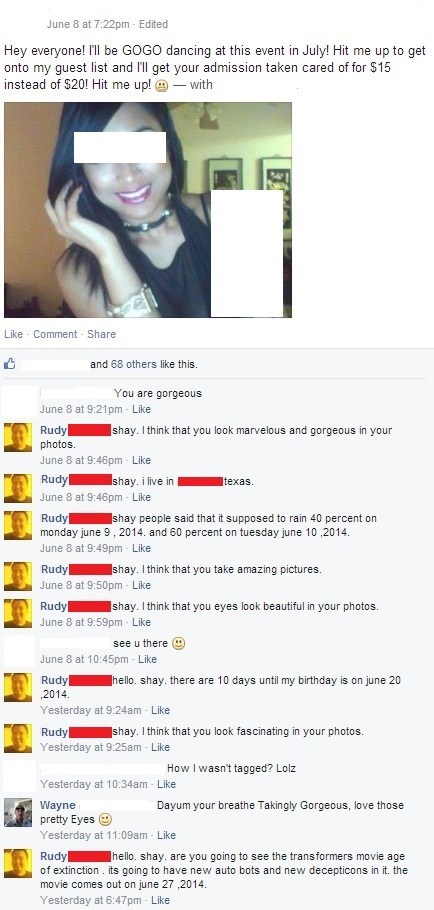 June 8 at 7:22pm · Edited
Hey everyone! I'll be GOGO dancing at this event in July! Hit me up to get
onto my guest list and I'll get your admission taken cared of for $15
instead of $20! Hit me up! — with
Like · Comment · Share
and 68 others like this.
You are gorgeous
June 8 at 9:21pm · Like
Rudy shay. I think that you look marvelous and gorgeous in your
photos.
June 8 at 9:46pm · Like
Rudy shay. i live in texas.
June 8 at 9:46pm · Like
Rudy shay people said that it supposed to rain 40 percent on
monday june 9 , 2014. and 60 percent on tuesday june 10 ,2014.
June 8 at 9:49pm · Like
Rudy shay. I think that you take amazing pictures.
June 8 at 9:50pm · Like
Rudy shay. I think that you eyes look beautiful in your photos.
June 8 at 9:59pm · Like
see u there
June 8 at 10:45pm · Like
Rudy hello. shay. there are 10 days until my birthday is on june 20
,2014.
Yesterday at 9:24am · Like
Rudy shay. I think that you look fascinating in your photos.
Yesterday at 9:25am · Like
How I wasn't tagged? Lolz
Yesterday at 10:34am · Like
Wayne Dayum your breathe Takingly Gorgeous, love those
pretty Eyes
Yesterday at 11:09am · Like
Rudy hello. shay. are you going to see the transformers movie age
of extinction . its going to have new auto bots and new decepticons in it. the
movie comes out on june 27 ,2014.
Yesterday at 6:47pm · Like